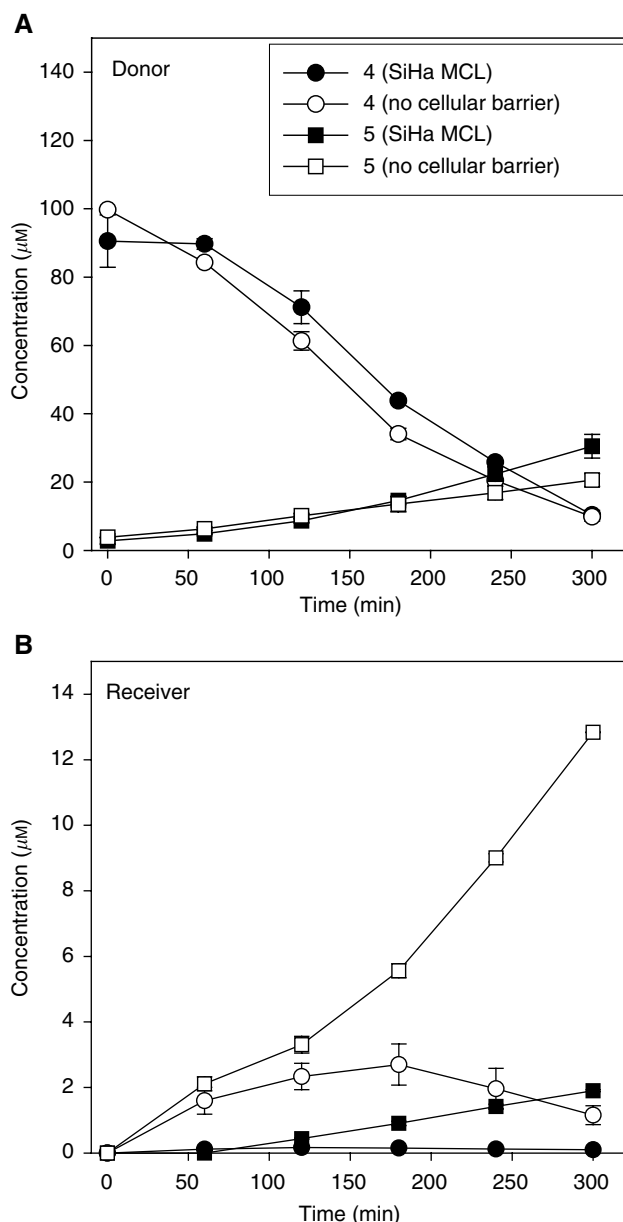 A
Donor
4 (SiHa MCL)
4 (no cellular barrier)
5 (SiHa MCL)
5 (no cellular barrier)
140
120
100
80
60
40
20
0
Concentration (μM)
0 50 100 150 200 250 300
Time (min)
B
Receiver
14
12
10
8
6
4
2
0
Concentration (μM)
0 50 100 150 200 250 300
Time (min)